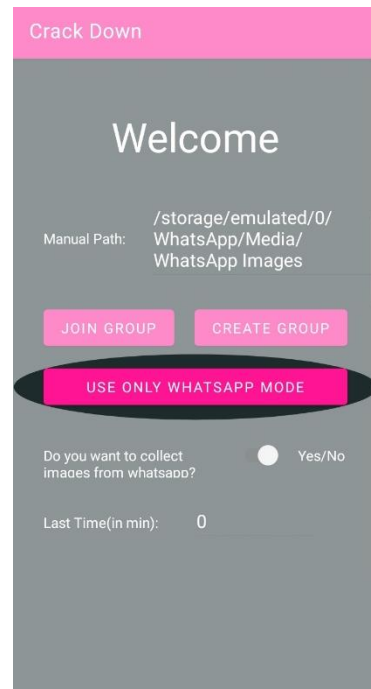 Crack Down
Welcome
Manual Path:
/storage/emulated/0/
WhatsApp/Media/
WhatsApp Images
JOIN GROUP
CREATE GROUP
USE ONLY WHATSAPP MODE
Do you want to collect
images from whatsapp?
Yes/No
Last Time(in min):
0